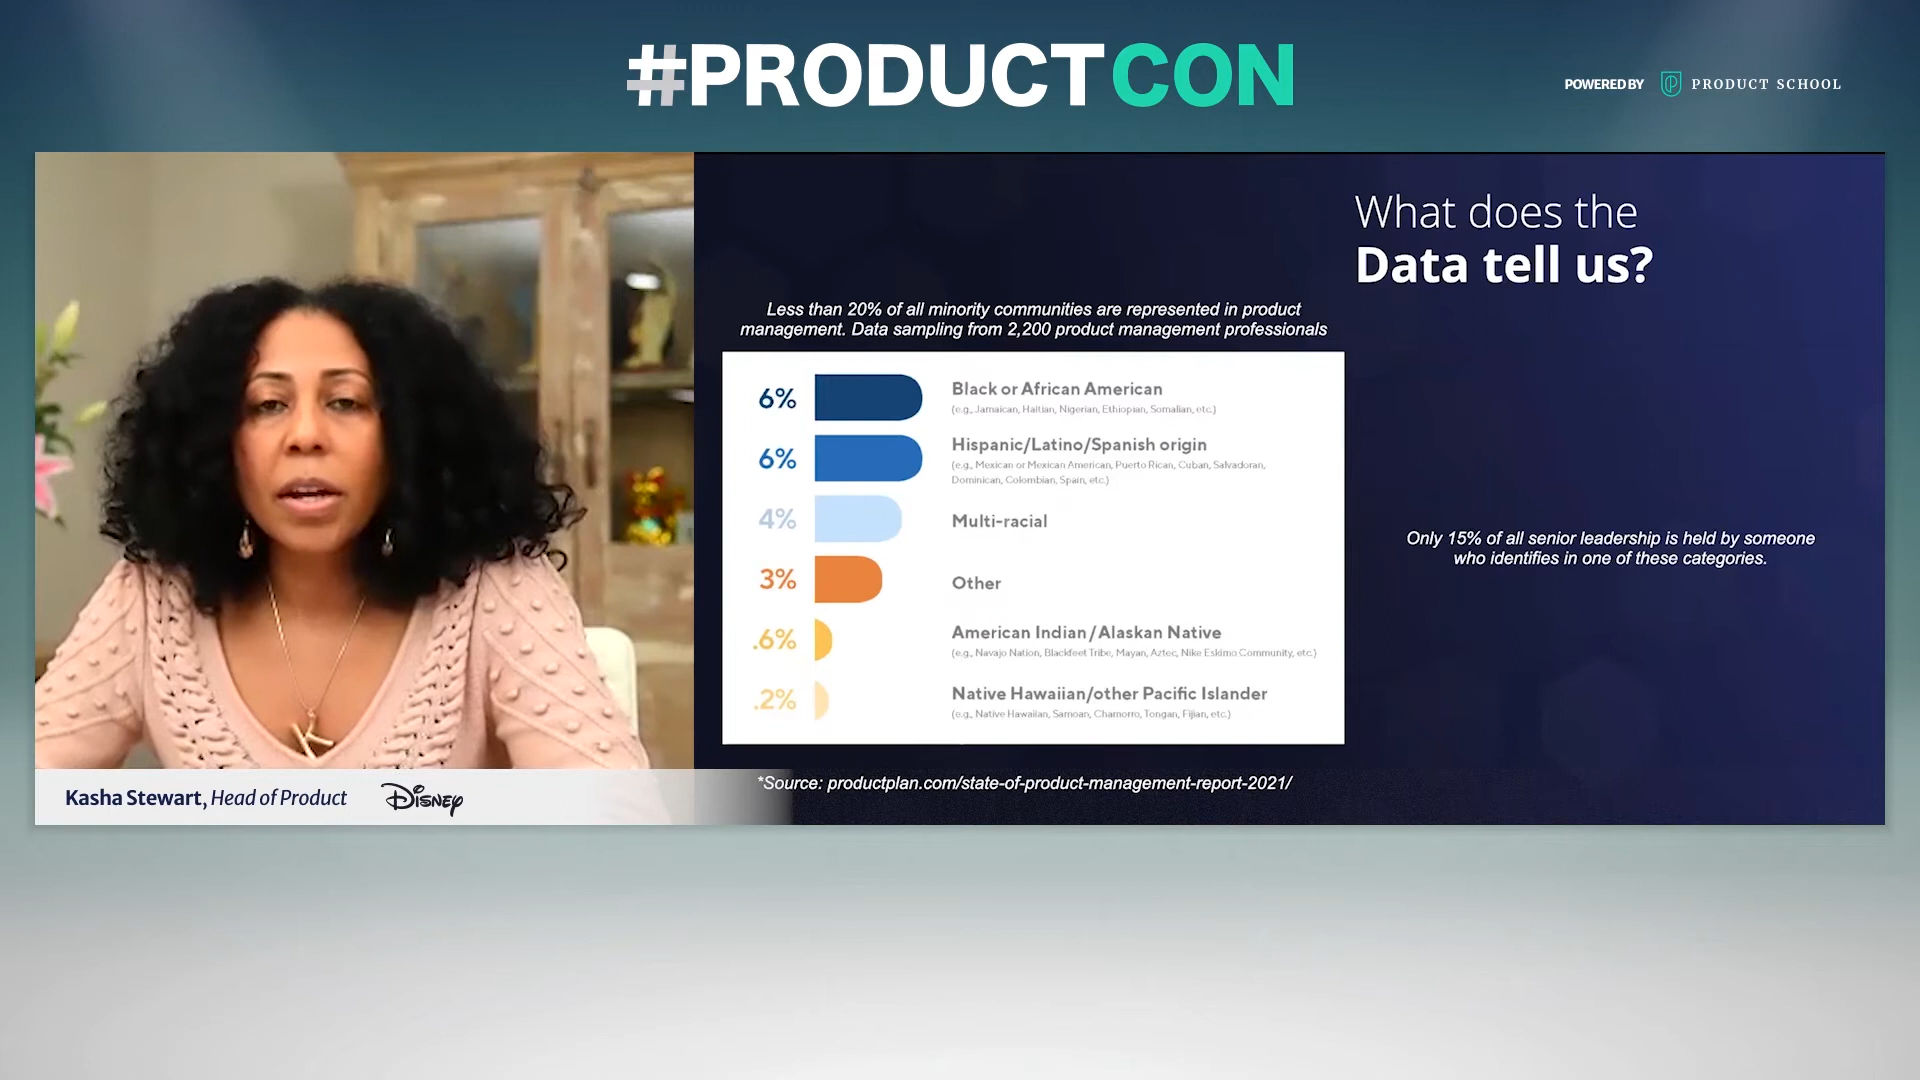 #PRODUCTCON
POWERED BY PRODUCT SCHOOL
What does the
Data tell us?
Less than 20% of all minority communities are represented in product
management. Data sampling from 2,200 product management professionals
6% Black or African American
(e.g., Jamaican, Haitian, Nigerian, Ethiopian, Somalian, etc.)
6% Hispanic/Latino/Spanish origin
(e.g., Mexican or Mexican American, Puerto Rican, Cuban, Salvadoran,
Dominican, Colombian, Spain, etc.)
4% Multi-racial
3% Other
.6% American Indian/Alaskan Native
(e.g., Navajo Nation, Blackfeet Tribe, Mayan, Aztec, Nike Eskimo Community, etc.)
.2% Native Hawaiian/other Pacific Islander
(e.g., Native Hawaiian, Samoan, Chamorro, Tongan, Fijian, etc.)
Only 15% of all senior leadership is held by someone
who identifies in one of these categories.
*Source: productplan.com/state-of-product-management-report-2021/
Kasha Stewart, Head of Product Disney